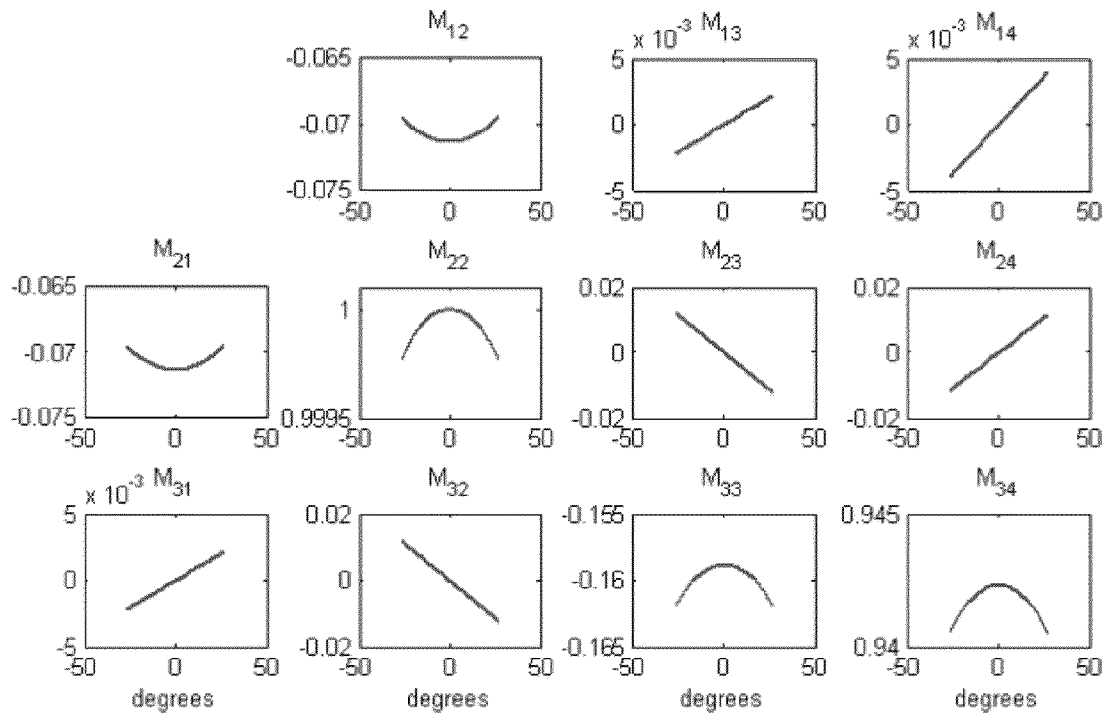 M12
-0.065
-0.07
-0.075
-50 0 50
x 10^-3 M13
5
0
-5
-50 0 50
x 10^-3 M14
5
0
-5
-50 0 50
M21
-0.065
-0.07
-0.075
-50 0 50
M22
1
0.9995
-50 0 50
M23
0.02
0
-0.02
-50 0 50
M24
0.02
0
-0.02
-50 0 50
x 10^-3 M31
5
0
-5
-50 0 50
degrees
M32
0.02
0
-0.02
-50 0 50
degrees
M33
-0.155
-0.16
-0.165
-50 0 50
degrees
M34
0.945
0.94
-50 0 50
degrees